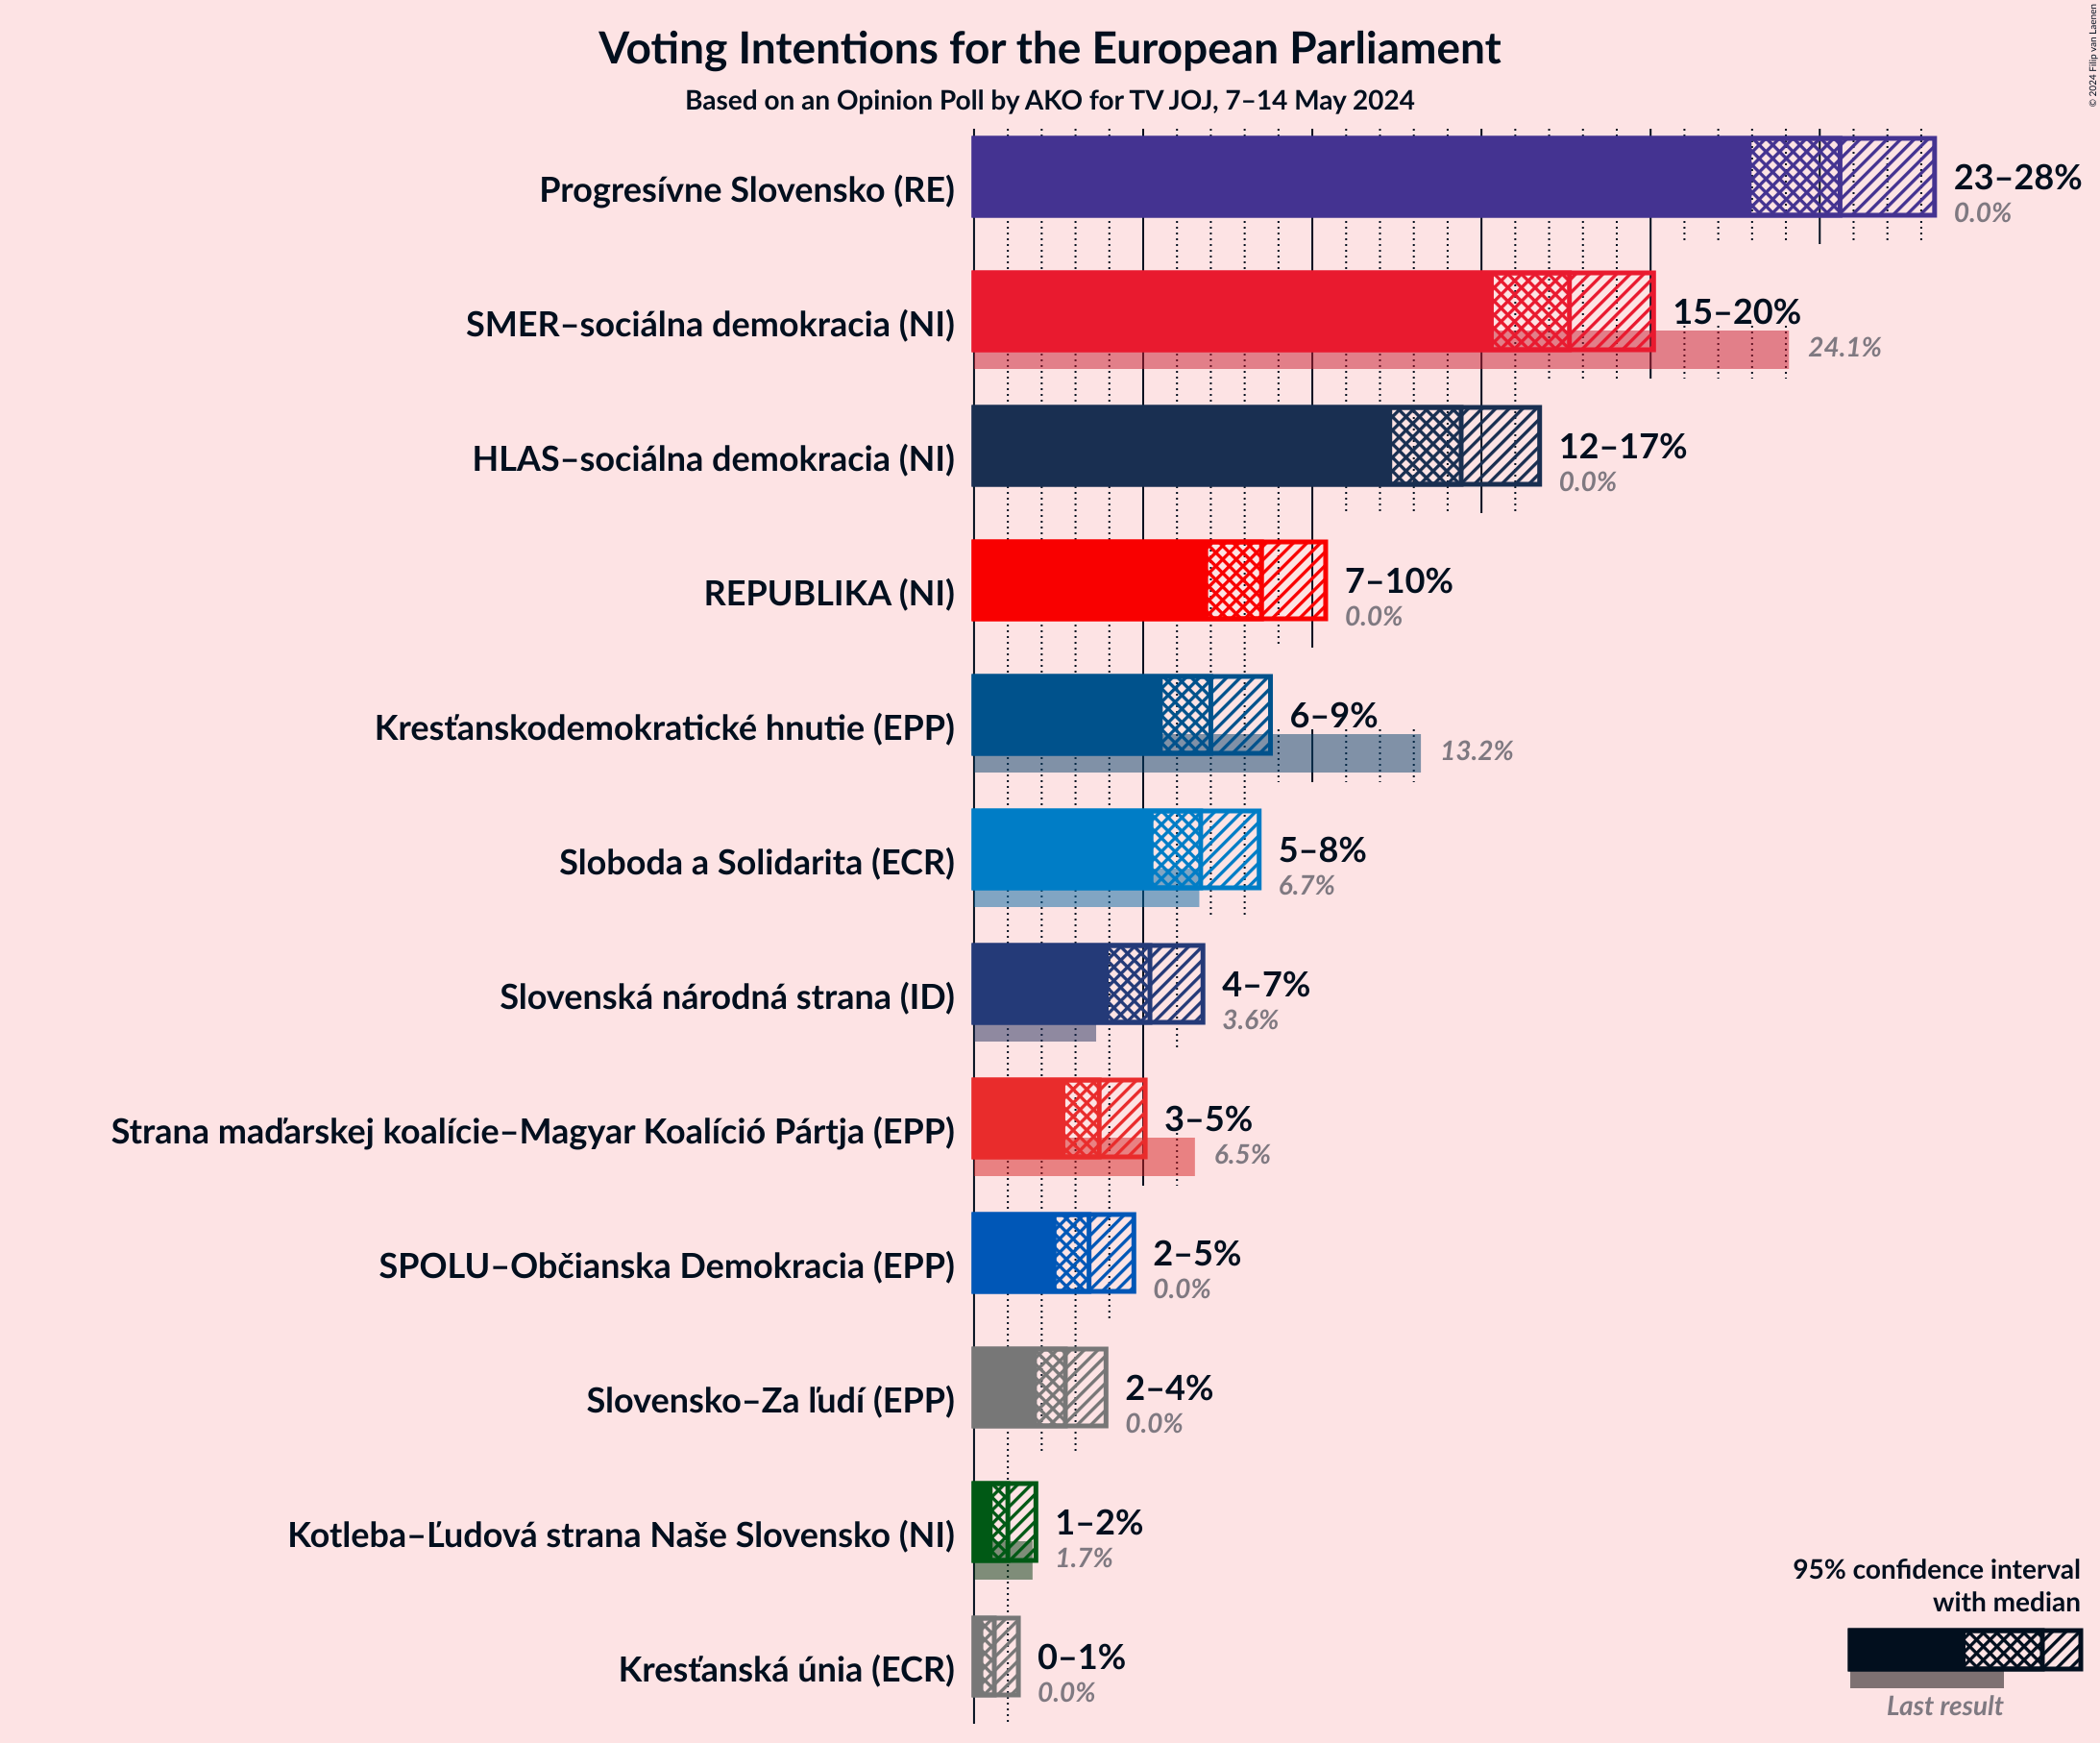 Voting Intentions for the European Parliament
Based on an Opinion Poll by AKO for TV JOJ, 7–14 May 2024
© 2024 Filip van Laenen
Progresívne Slovensko (RE)
23–28%
0.0%
SMER–sociálna demokracia (NI)
15–20%
24.1%
HLAS–sociálna demokracia (NI)
12–17%
0.0%
REPUBLIKA (NI)
7–10%
0.0%
Kresťanskodemokratické hnutie (EPP)
6–9%
13.2%
Sloboda a Solidarita (ECR)
5–8%
6.7%
Slovenská národná strana (ID)
4–7%
3.6%
Strana maďarskej koalície–Magyar Koalíció Pártja (EPP)
3–5%
6.5%
SPOLU–Občianska Demokracia (EPP)
2–5%
0.0%
Slovensko–Za ľudí (EPP)
2–4%
0.0%
Kotleba–Ľudová strana Naše Slovensko (NI)
1–2%
1.7%
Kresťanská únia (ECR)
0–1%
0.0%
95% confidence interval
with median
Last result